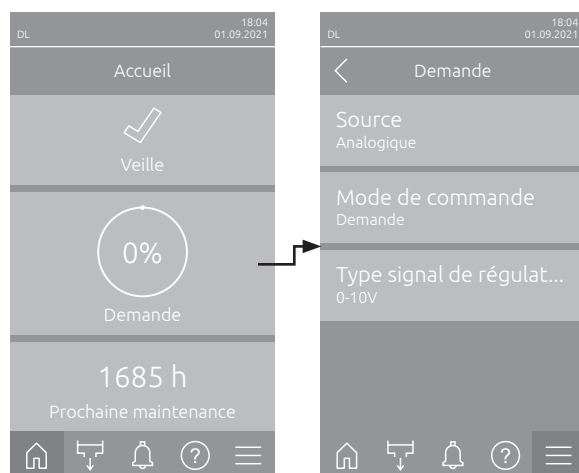 18:04
DL 01.09.2021
Accueil
Veille
0%
Demande
1685 h
Prochaine maintenance
?
18:04
DL 01.09.2021
Demande
Source
Analogique
Mode de commande
Demande
Type signal de régulat...
0-10V
?